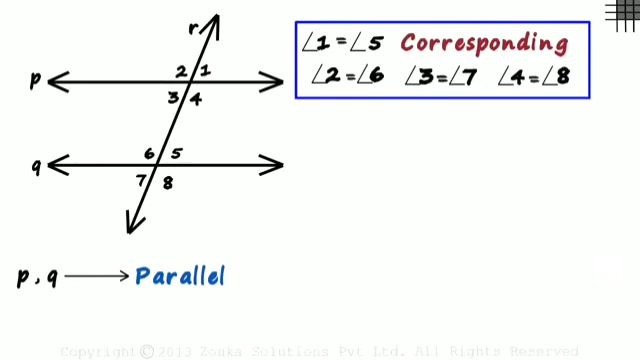 r
∠1 = ∠5 Corresponding
∠2 = ∠6 ∠3 = ∠7 ∠4 = ∠8
p 2 1
3 4
q 6 5
7 8
p, q ⟶ Parallel
Copyright © 2013 Zouka Solutions Pvt Ltd. All Rights Reserved